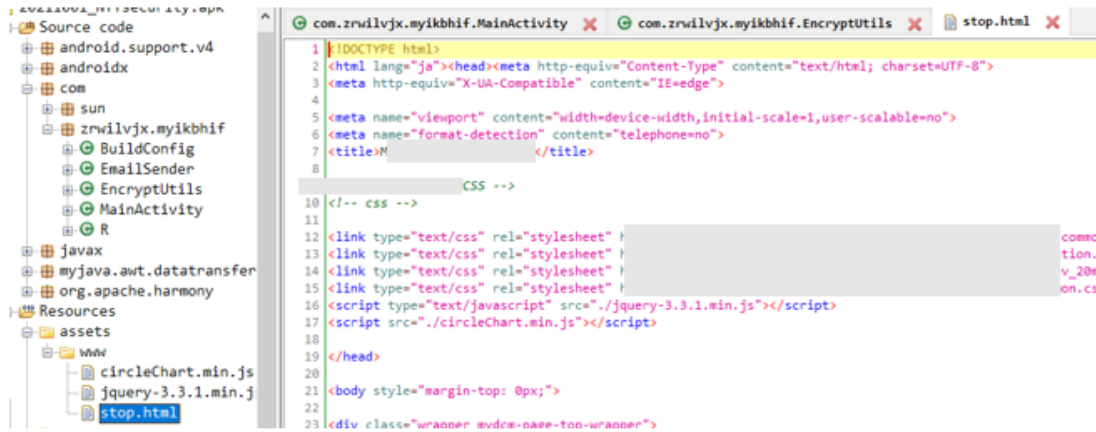 Source code
android.support.v4
androidx
com
sun
zrwilvjx.myikbhif
BuildConfig
EmailSender
EncryptUtils
MainActivity
R
javax
myjava.awt.datatransfer
org.apache.harmony
Resources
assets
www
circleChart.min.js
jquery-3.3.1.min.j
stop.html
com.zrwilvjx.myikbhif.MainActivity com.zrwilvjx.myikbhif.EncryptUtils stop.html
1 <!DOCTYPE html>
2 <html lang="ja"><head><meta http-equiv="Content-Type" content="text/html; charset=UTF-8">
3 <meta http-equiv="X-UA-Compatible" content="IE=edge">
4
5 <meta name="viewport" content="width=device-width,initial-scale=1,user-scalable=no">
6 <meta name="format-detection" content="telephone=no">
7 <title>M </title>
8
CSS -->
10 <!-- css -->
11
12 <link type="text/css" rel="stylesheet" h commo
13 <link type="text/css" rel="stylesheet" h tion.
14 <link type="text/css" rel="stylesheet" h v_20m
15 <link type="text/css" rel="stylesheet" h on.cs
16 <script type="text/javascript" src="./jquery-3.3.1.min.js"></script>
17 <script src="./circleChart.min.js"></script>
18
19 </head>
20
21 <body style="margin-top: 0px;">
22
23 <div class="wrapper mydcm-page-top-wrapper">